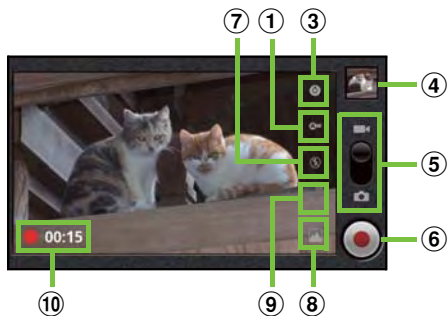 ⑦ ① ③
④
⑤
⑥
00:15
⑩ ⑨ ⑧